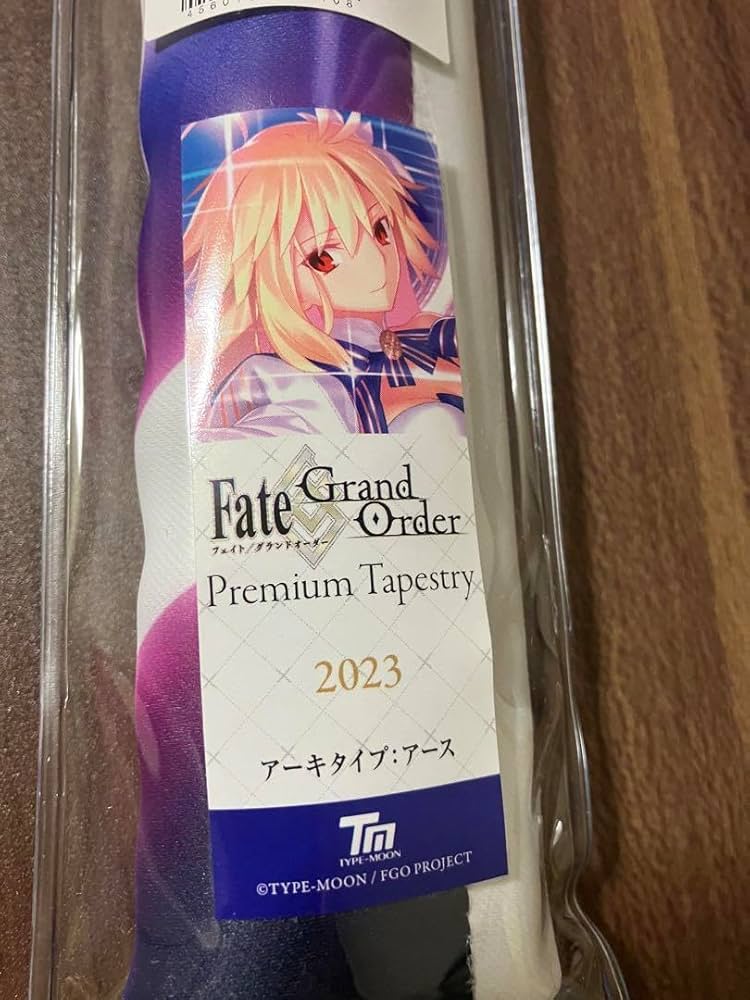 Fate
Grand
Order
フェイト/グランドオーダー
Premium Tapestry
2023
アーキタイプ:アース
TM
TYPE-MOON
©TYPE-MOON / FGO PROJECT